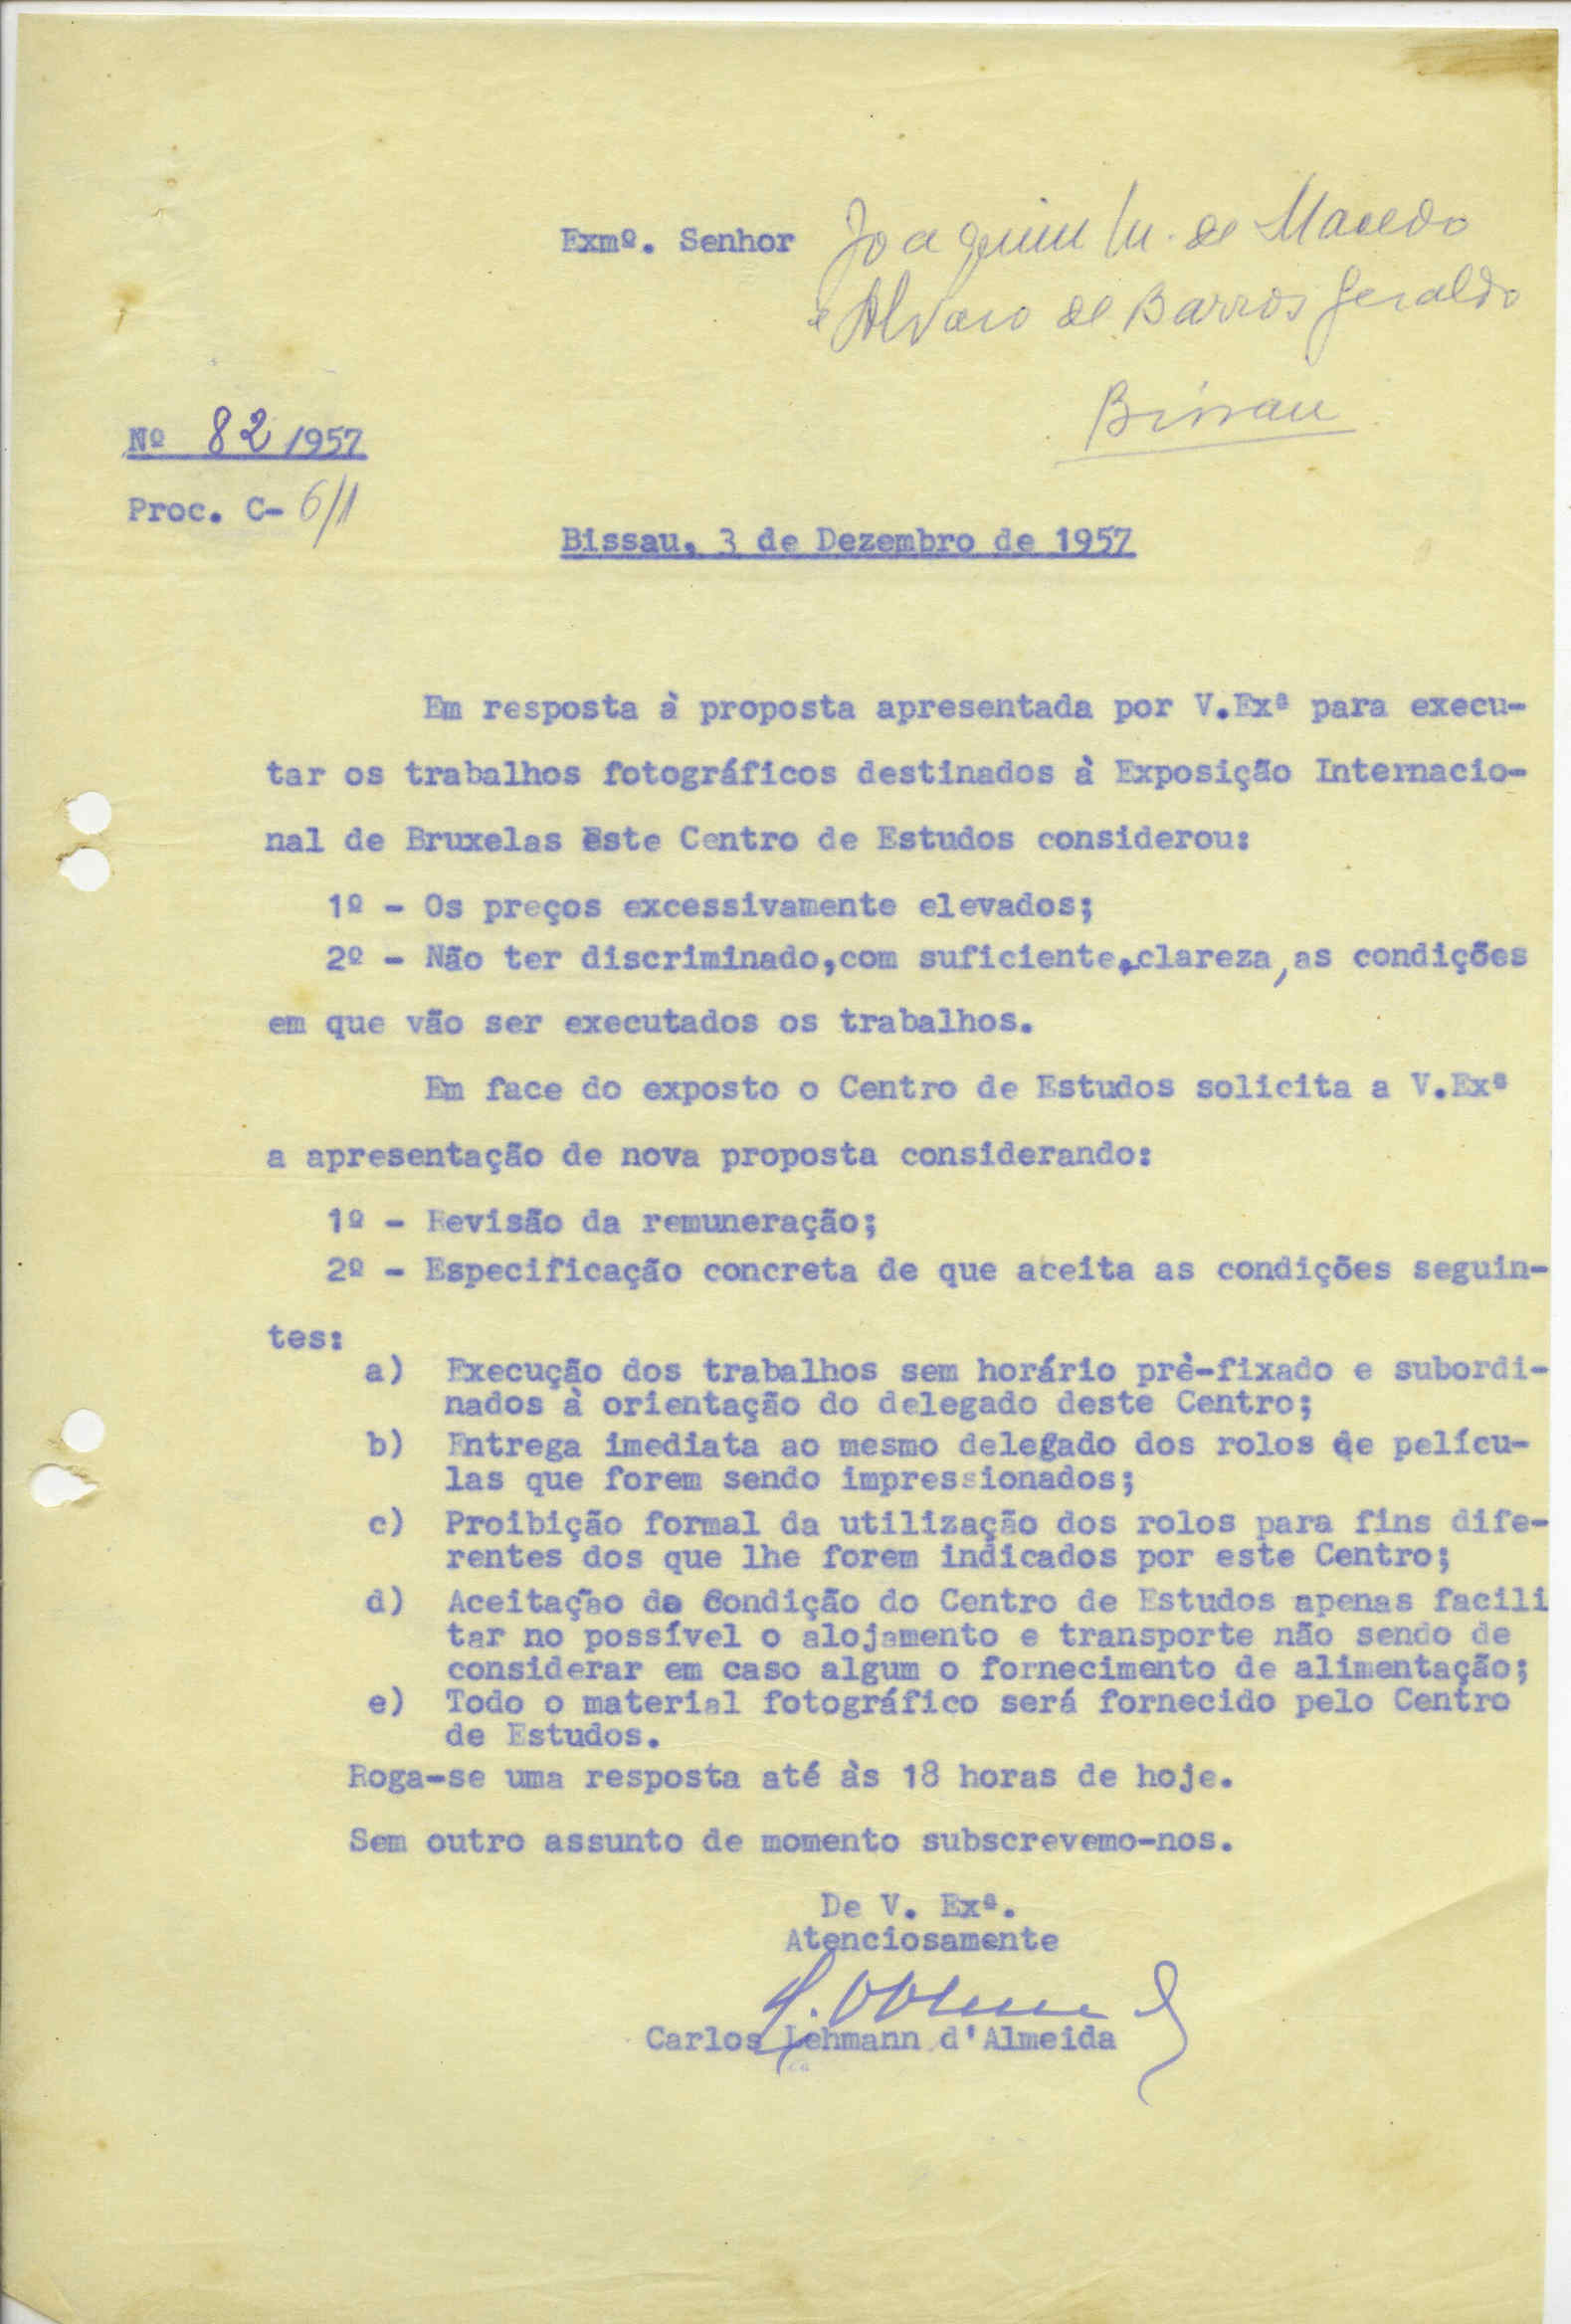 Exmº. Senhor Joaquim M. de Macedo
e Alvaro de Barros Geraldo
Bissau
Nº 82/1957
Proc. C- 6/1
Bissau, 3 de Dezembro de 1957
Em resposta à proposta apresentada por V.Exª para execu-
tar os trabalhos fotográficos destinados à Exposição Internacio-
nal de Bruxelas este Centro de Estudos considerou:
1º - Os preços excessivamente elevados;
2º - Não ter discriminado,com suficiente clareza,as condições
em que vão ser executados os trabalhos.
Em face do exposto o Centro de Estudos solicita a V.Exª
a apresentação de nova proposta considerando:
1º - Revisão da remuneração;
2º - Especificação concreta de que aceita as condições seguin-
tes:
a) Execução dos trabalhos sem horário prè-fixado e subordi-
nados à orientação do delegado deste Centro;
b) Entrega imediata ao mesmo delegado dos rolos de pelícu-
las que forem sendo impressionados;
c) Proibição formal da utilização dos rolos para fins dife-
rentes dos que lhe forem indicados por este Centro;
d) Aceitação da Condição do Centro de Estudos apenas facili
tar no possível o alojamento e transporte não sendo de
considerar em caso algum o fornecimento de alimentação;
e) Todo o material fotográfico será fornecido pelo Centro
de Estudos.
Roga-se uma resposta até às 18 horas de hoje.
Sem outro assunto de momento subscrevemo-nos.
De V. Exª.
Atenciosamente
Carlos Lehmann d'Almeida